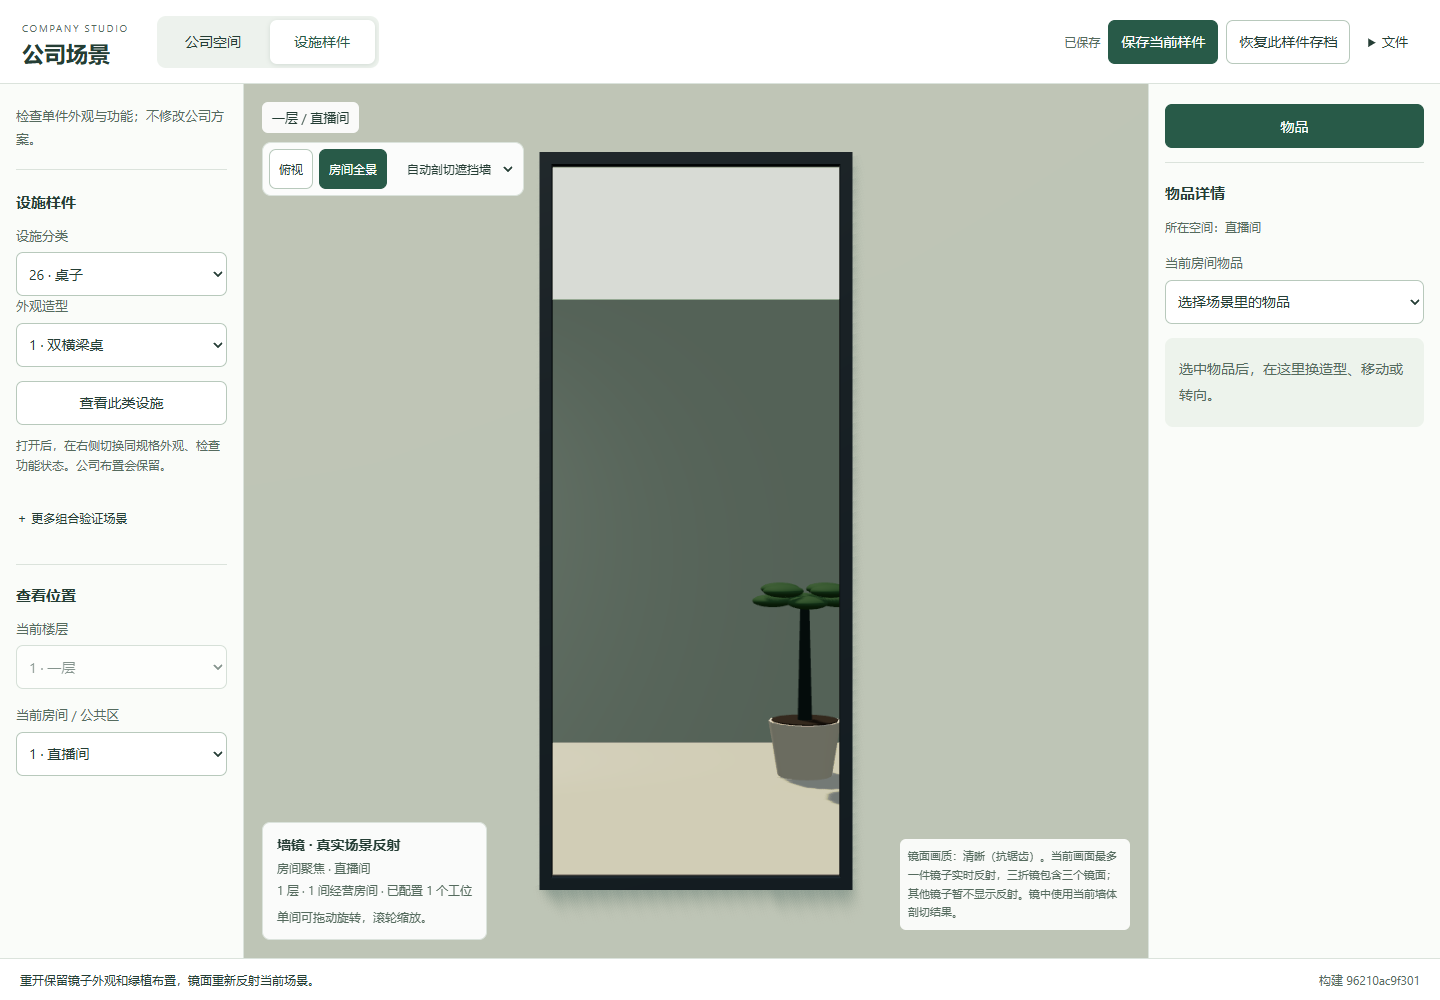 COMPANY STUDIO
公司场景
公司空间
设施样件
已保存
保存当前样件
恢复此样件存档
▶ 文件
检查单件外观与功能；不修改公司方
案。
设施样件
设施分类
26 · 桌子
外观造型
1 · 双横梁桌
查看此类设施
打开后，在右侧切换同规格外观、检查
功能状态。公司布置会保留。
+ 更多组合验证场景
查看位置
当前楼层
1 · 一层
当前房间 / 公共区
1 · 直播间
一层 / 直播间
俯视
房间全景
自动剖切遮挡墙
墙镜 · 真实场景反射
房间聚焦 · 直播间
1 层 · 1 间经营房间 · 已配置 1 个工位
单间可拖动旋转，滚轮缩放。
镜面画质：清晰（抗锯齿）。当前画面最多
一件镜子实时反射，三折镜包含三个镜面；
其他镜子暂不显示反射。镜中使用当前墙体
剖切结果。
物品
物品详情
所在空间：直播间
当前房间物品
选择场景里的物品
选中物品后，在这里换造型、移动或
转向。
重开保留镜子外观和绿植布置，镜面重新反射当前场景。
构建 96210ac9f301